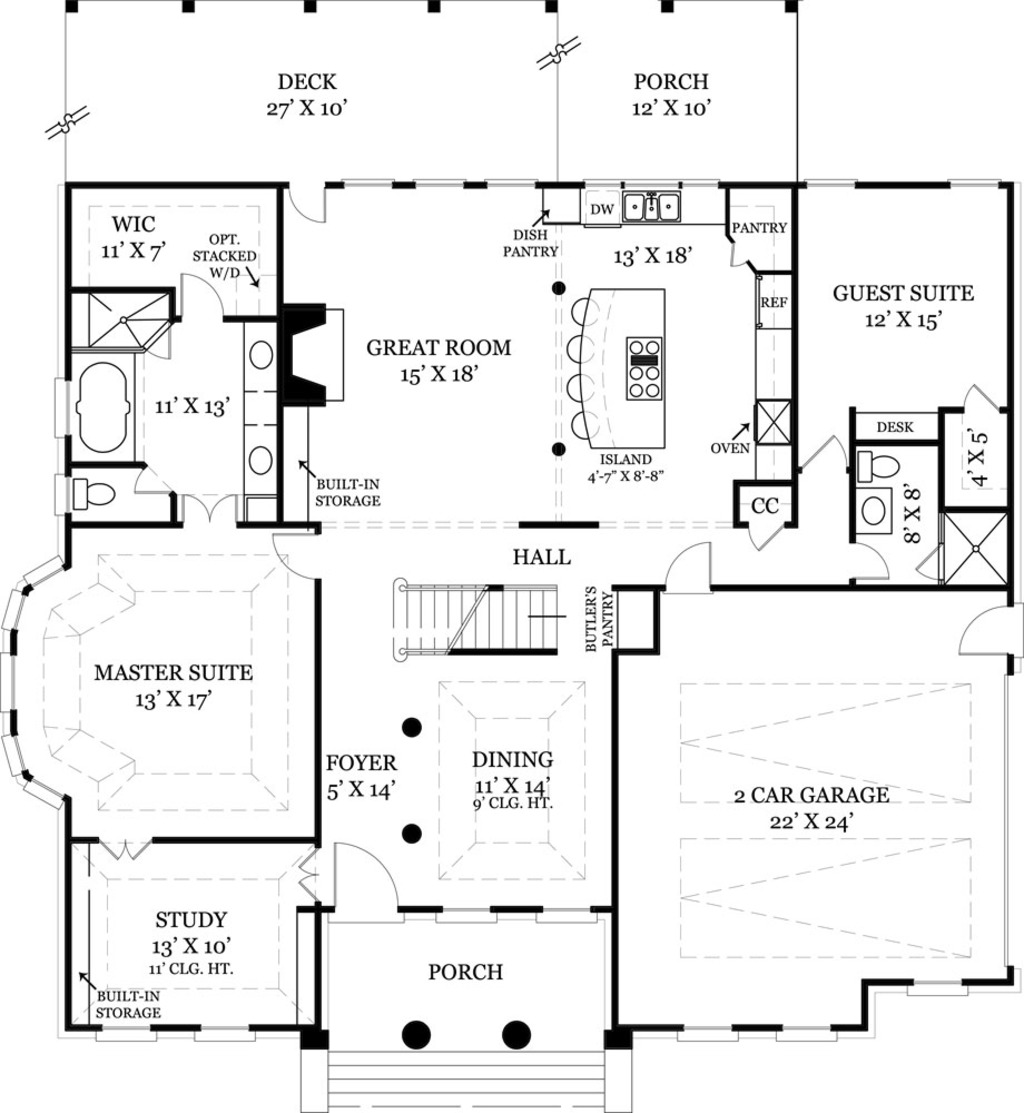 DECK
27’ X 10’
PORCH
12’ X 10’
WIC
11’ X 7’
OPT.
STACKED
W/D
DISH
PANTRY
DW
13’ X 18’
PANTRY
REF
GUEST SUITE
12’ X 15’
GREAT ROOM
15’ X 18’
11’ X 13’
BUILT-IN
STORAGE
ISLAND
4’-7” X 8’-8”
OVEN
DESK
4’ X 5’
CC
8’ X 8’
HALL
BUTLER’S
PANTRY
MASTER SUITE
13’ X 17’
FOYER
5’ X 14’
DINING
11’ X 14’
9’ CLG. HT.
2 CAR GARAGE
22’ X 24’
STUDY
13’ X 10’
11’ CLG. HT.
BUILT-IN
STORAGE
PORCH